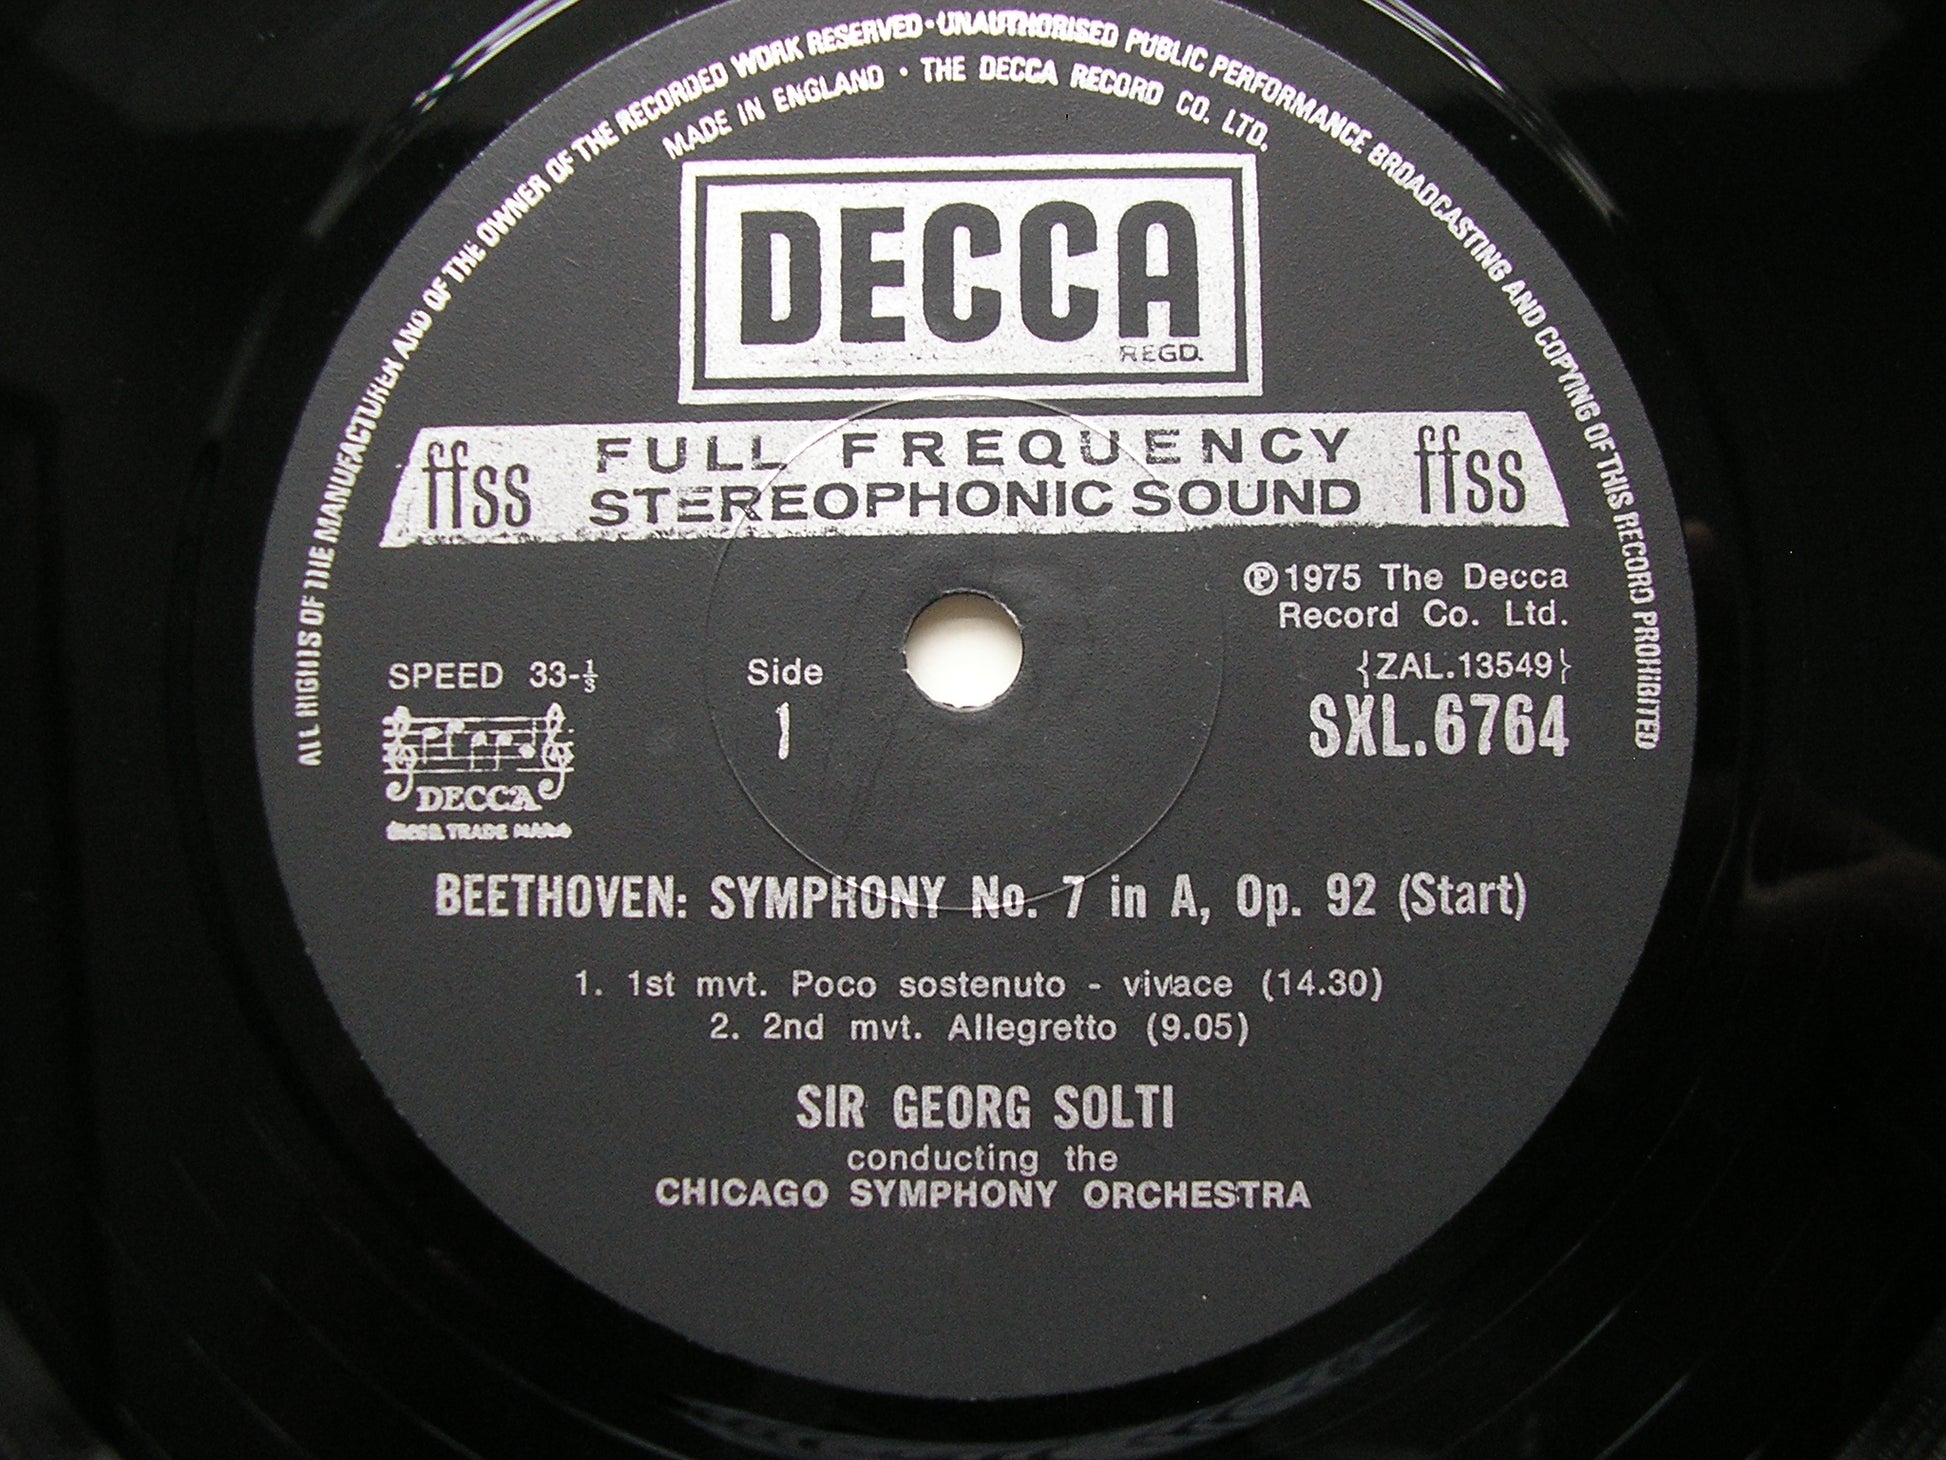 ALL RIGHTS OF THE MANUFACTURER AND OF THE OWNER OF THE RECORDED WORK RESERVED · UNAUTHORISED PUBLIC PERFORMANCE BROADCASTING AND COPYING OF THIS RECORD PROHIBITED
MADE IN ENGLAND · THE DECCA RECORD CO. LTD.
DECCA
REGD.
ffss FULL FREQUENCY STEREOPHONIC SOUND ffss
Ⓟ1975 The Decca
Record Co. Ltd.
{ZAL.13549}
SXL.6764
SPEED 33-⅓
Side
1
DECCA
TRADE MARK
BEETHOVEN: SYMPHONY No. 7 in A, Op. 92 (Start)
1. 1st mvt. Poco sostenuto - vivace (14.30)
2. 2nd mvt. Allegretto (9.05)
SIR GEORG SOLTI
conducting the
CHICAGO SYMPHONY ORCHESTRA